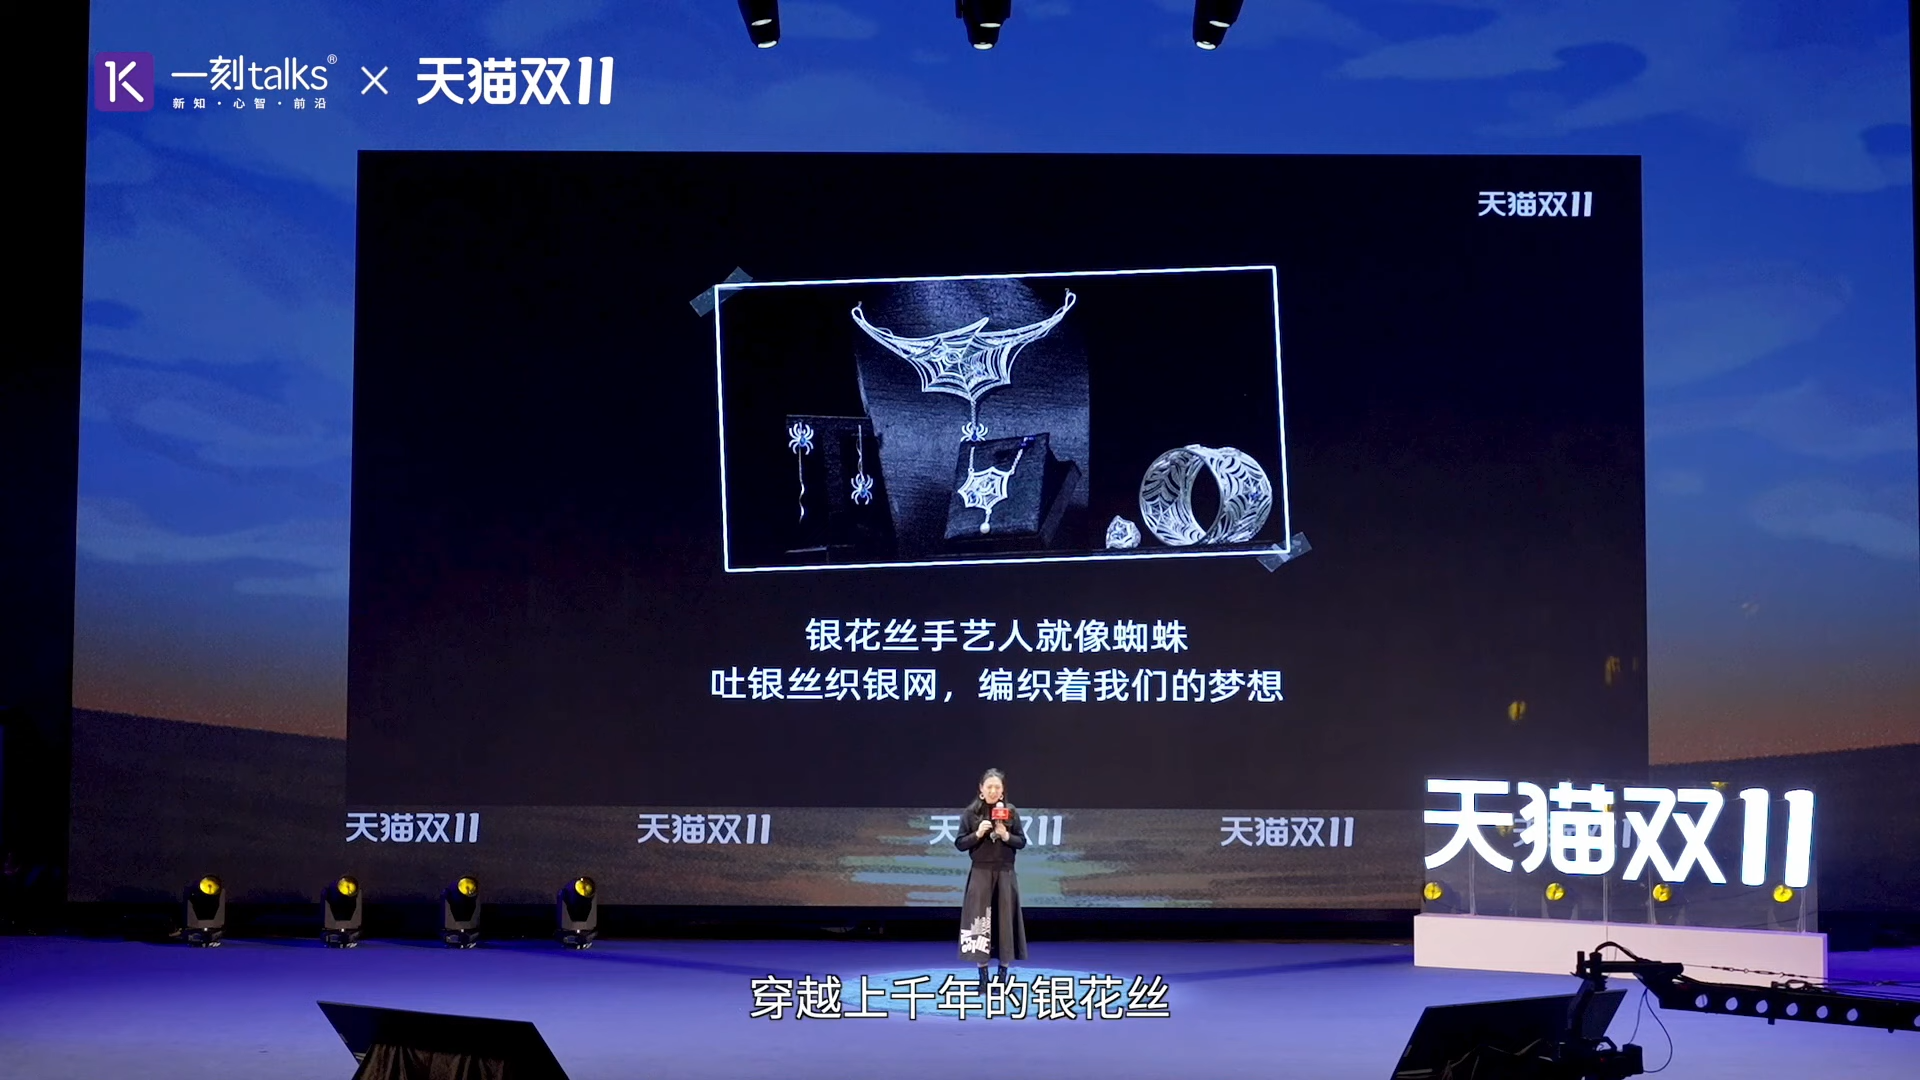 一刻talks® × 天猫双11
新知·心智·前沿
天猫双11
银花丝手艺人就像蜘蛛
吐银丝织银网，编织着我们的梦想
天猫双11
天猫双11
天 11
天猫双11
天猫双11
穿越上千年的银花丝